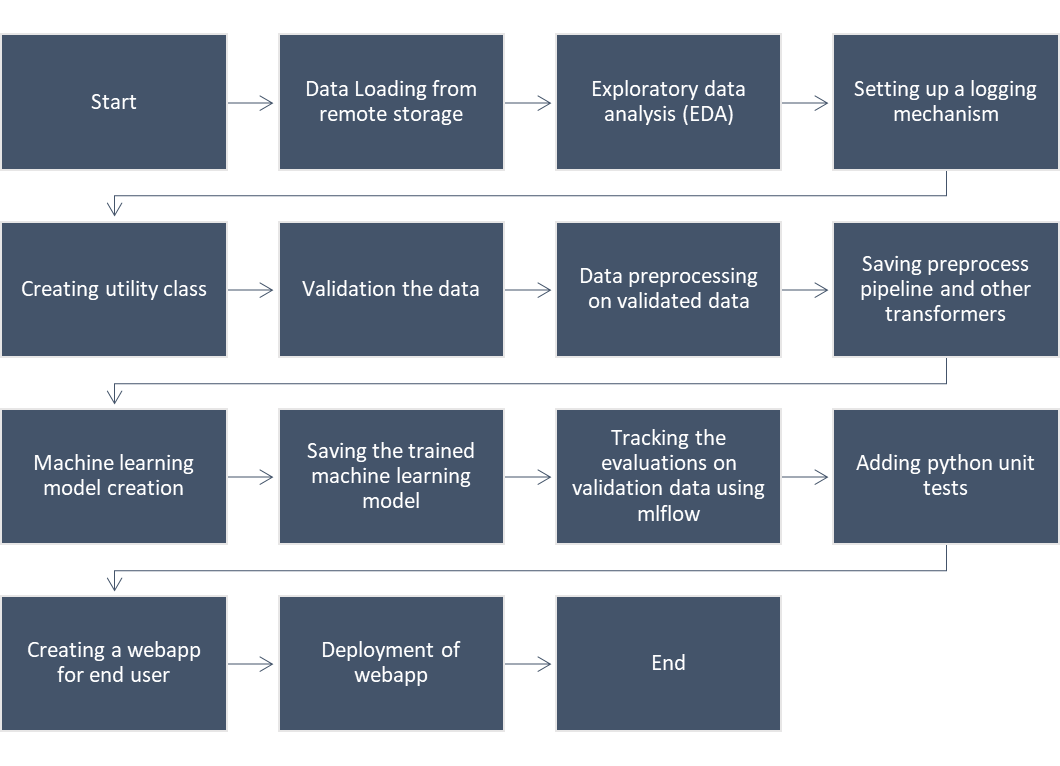 Start
Data Loading from
remote storage
Exploratory data
analysis (EDA)
Setting up a logging
mechanism
Creating utility class
Validation the data
Data preprocessing
on validated data
Saving preprocess
pipeline and other
transformers
Machine learning
model creation
Saving the trained
machine learning
model
Tracking the
evaluations on
validation data using
mlflow
Adding python unit
tests
Creating a webapp
for end user
Deployment of
webapp
End